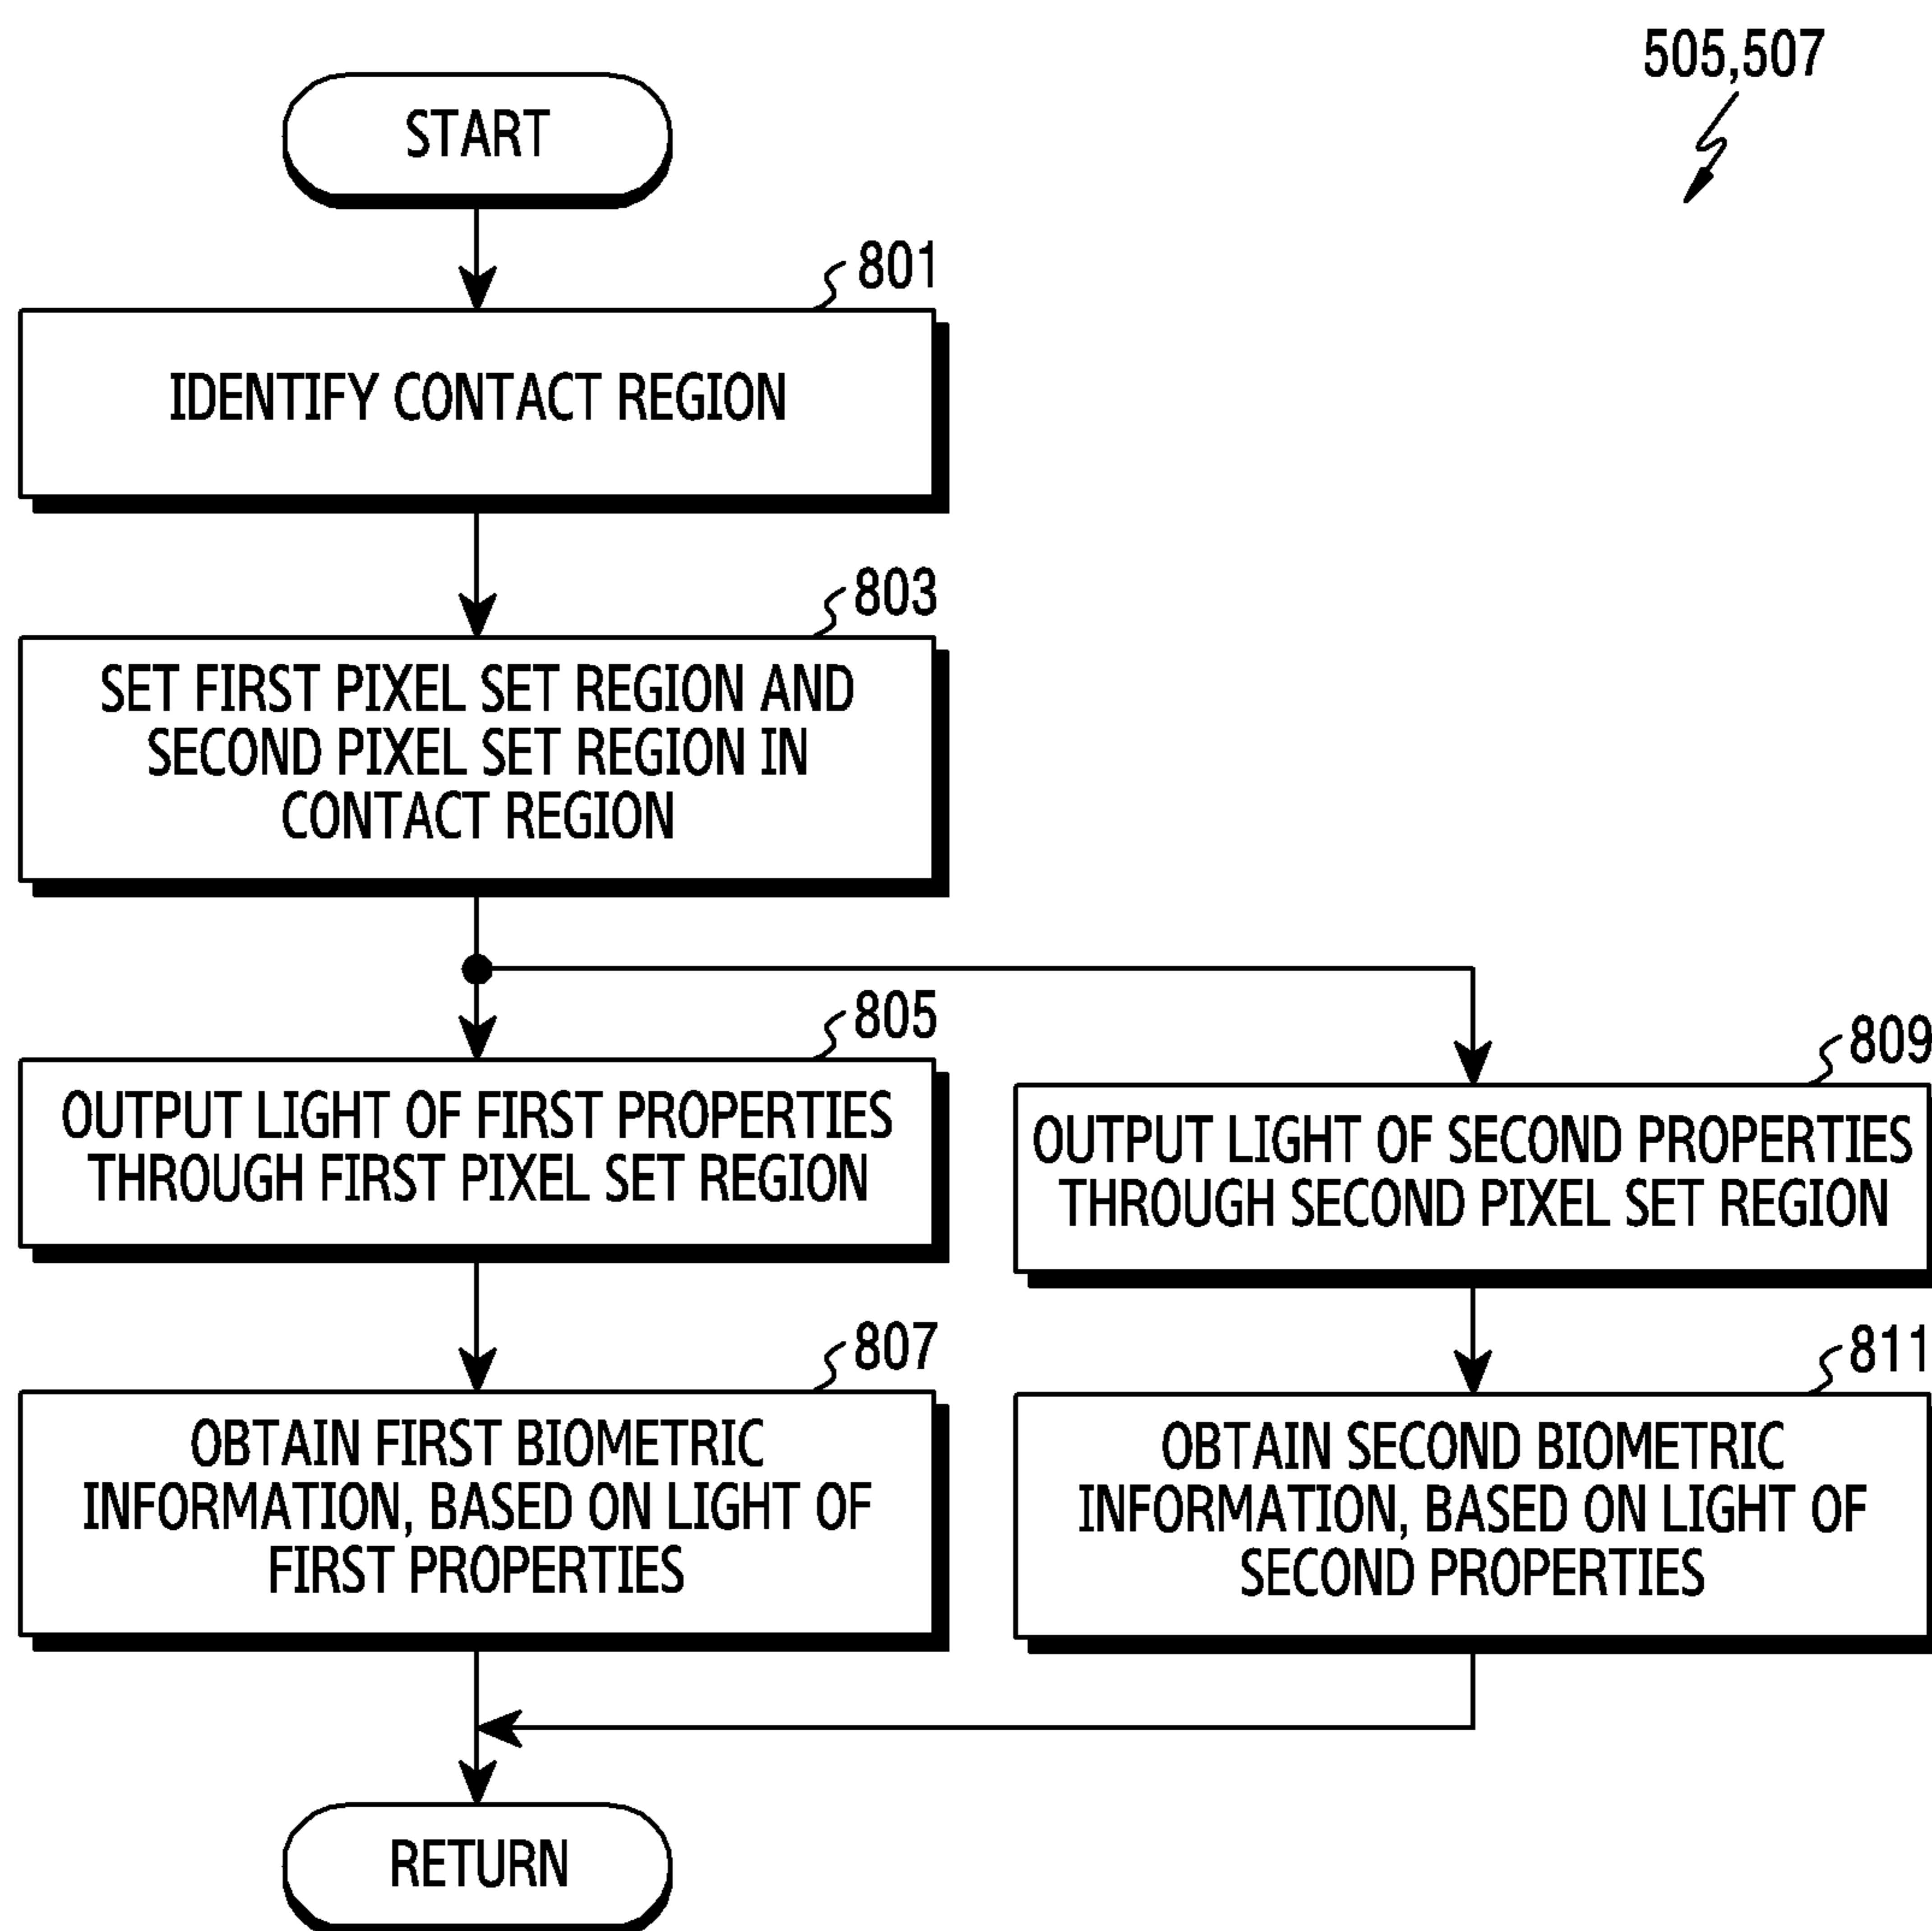 505,507
START
801
IDENTIFY CONTACT REGION
803
SET FIRST PIXEL SET REGION AND
SECOND PIXEL SET REGION IN
CONTACT REGION
805
OUTPUT LIGHT OF FIRST PROPERTIES
THROUGH FIRST PIXEL SET REGION
809
OUTPUT LIGHT OF SECOND PROPERTIES
THROUGH SECOND PIXEL SET REGION
807
OBTAIN FIRST BIOMETRIC
INFORMATION, BASED ON LIGHT OF
FIRST PROPERTIES
811
OBTAIN SECOND BIOMETRIC
INFORMATION, BASED ON LIGHT OF
SECOND PROPERTIES
RETURN